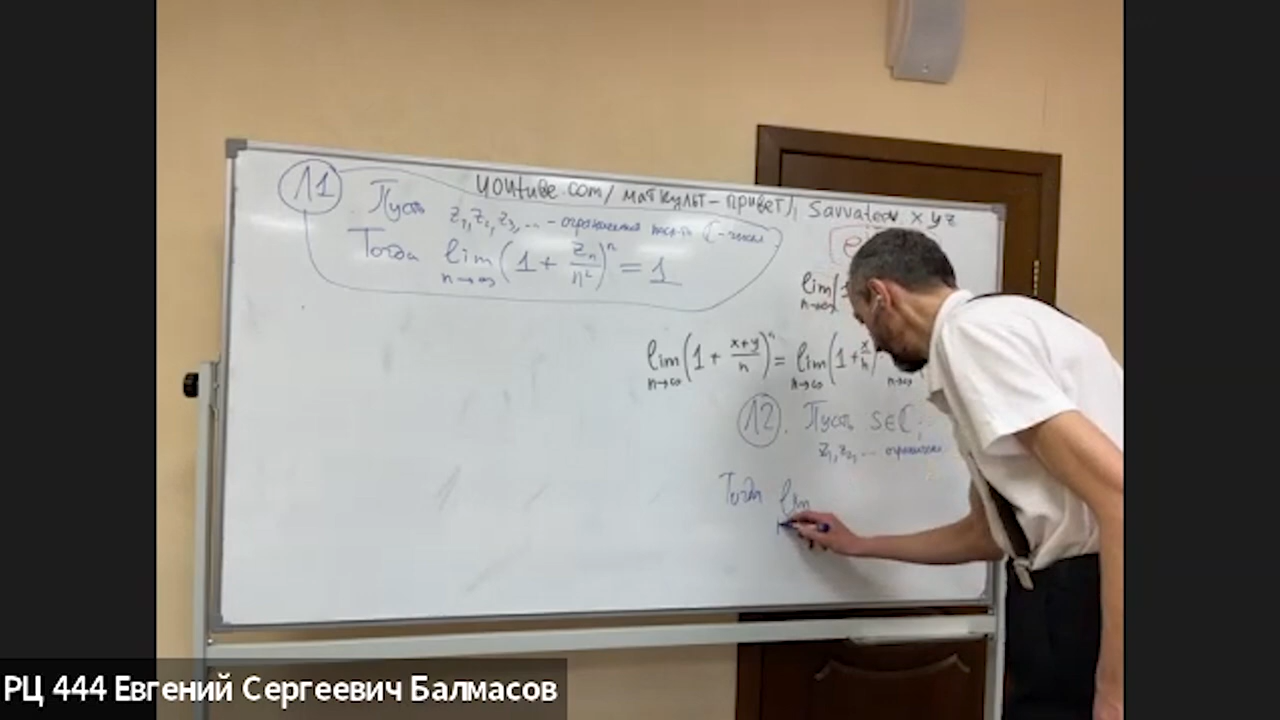 11
youtube.com/ маткульт-привет/, Savvateev xyz
Пусть z₁, z₂, z₃, ... - ограниченная посл-ть ℂ-чисел
Тогда lim n→∞ (1 + zₙ/n²)ⁿ = 1
e
lim n→∞ (1
lim n→∞ (1 + x+y/n)ⁿ = lim n→∞ (1 + x/n) n→∞
12. Пусть S∈ℂ;
z₁, z₂, ... ограничен
Тогда lim
РЦ 444 Евгений Сергеевич Балмасов